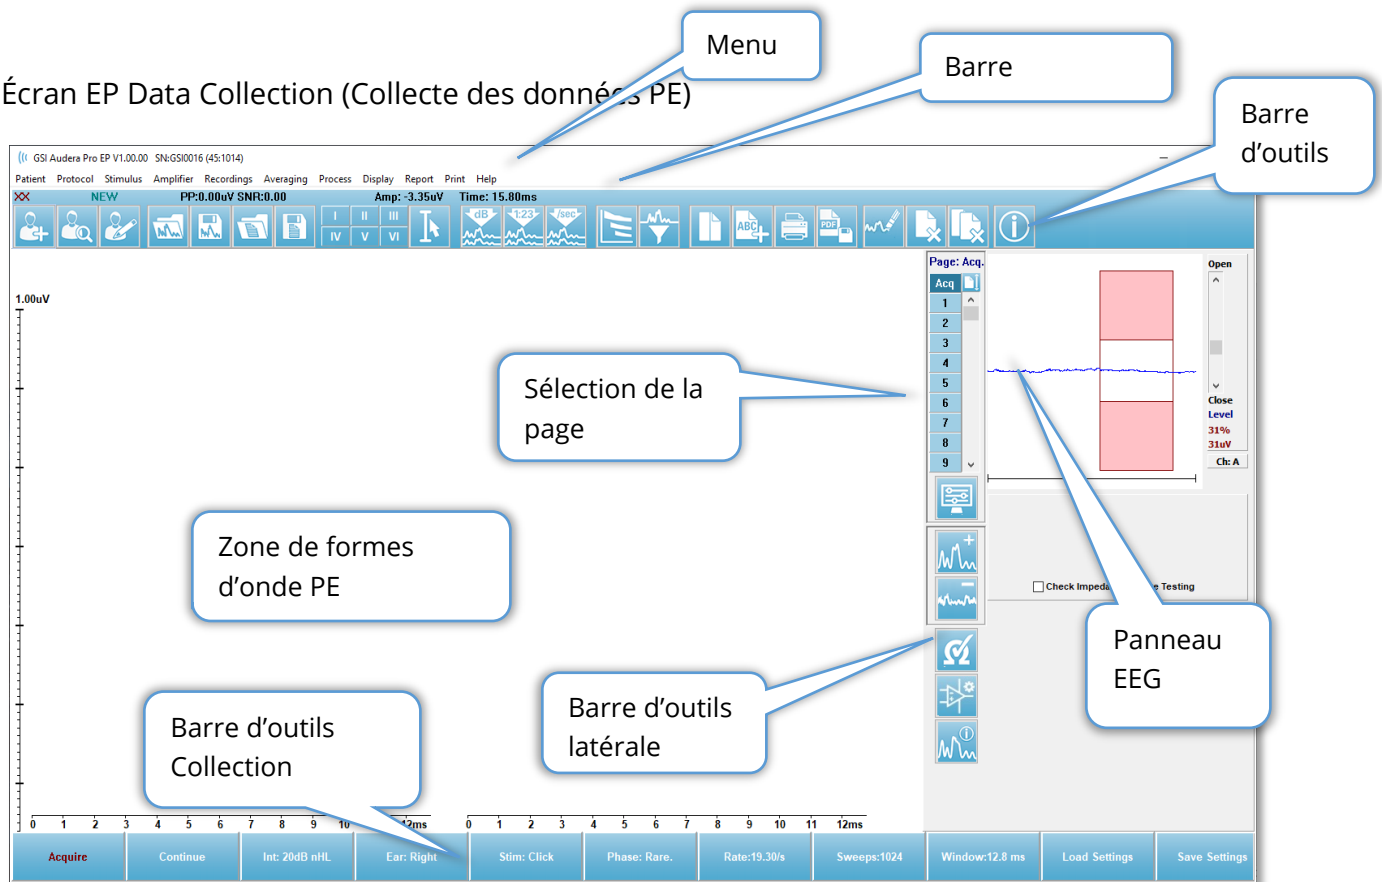 Menu
Barre
Écran EP Data Collection (Collecte des données PE)
Barre
d’outils
GSI Audera Pro EP V1.00.00 SN:GSI0016 (45:1014)
Patient Protocol Stimulus Amplifier Recordings Averaging Process Display Report Print Help
NEW PP:0.00uV SNR:0.00 Amp: -3.35uV Time: 15.80ms
I II III
IV V VI
dB 1:23 /sec
ABC
PDF
Page: Acq.
Acq
1
2
3
4
5
6
7
8
9
Open
Close
Level
31%
31uV
Ch: A
1.00uV
Sélection de la
page
Zone de formes
d’onde PE
Check Impeda
e Testing
Panneau
EEG
Barre d’outils
latérale
Barre d’outils
Collection
0 1 2 3 4 5 6 7 8 9 10 12ms
0 1 2 3 4 5 6 7 8 9 10 11 12ms
Acquire Continue Int: 20dB nHL Ear: Right Stim: Click Phase: Rare. Rate:19.30/s Sweeps:1024 Window:12.8 ms Load Settings Save Settings